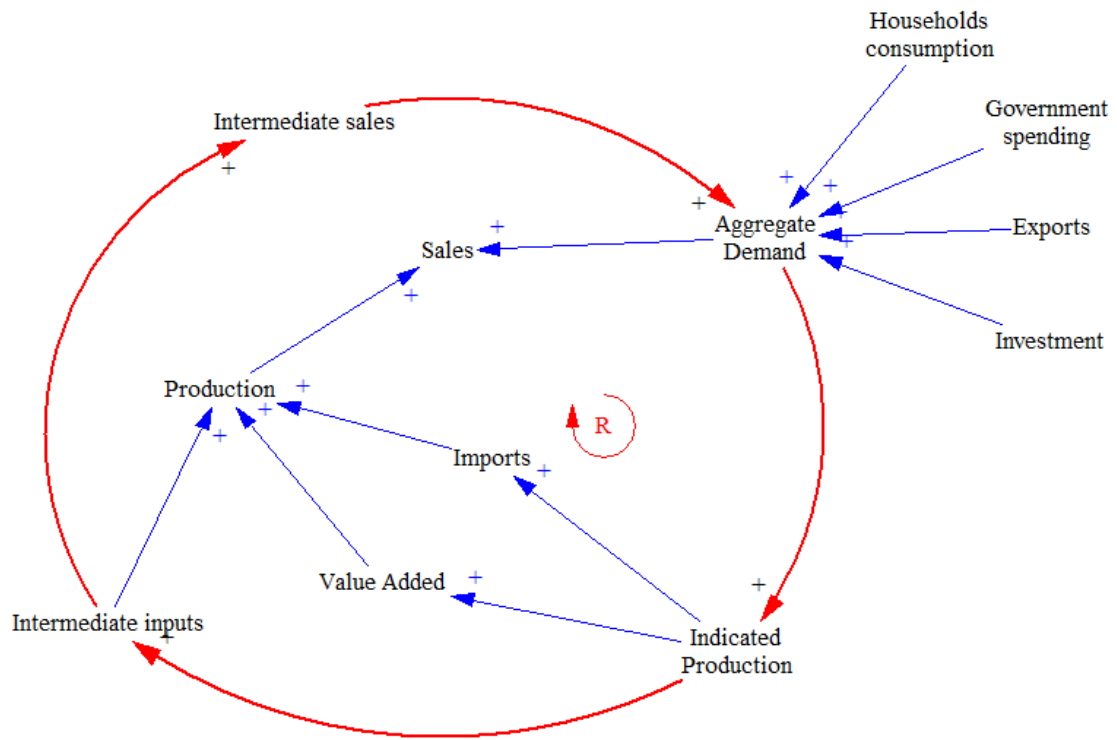 Households
consumption
Intermediate sales
Government
spending
+
+
+
+
Aggregate
Demand
+
+
+
Exports
Sales
+
Investment
Production
+
+
+
R
Imports
+
Value Added
+
+
Intermediate inputs
+
Indicated
Production